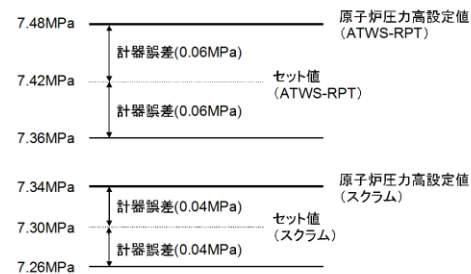 7.48MPa
原子炉圧力高設定値
(ATWS-RPT)
計器誤差(0.06MPa)
7.42MPa
セット値
(ATWS-RPT)
計器誤差(0.06MPa)
7.36MPa
7.34MPa
原子炉圧力高設定値
(スクラム)
計器誤差(0.04MPa)
7.30MPa
セット値
(スクラム)
計器誤差(0.04MPa)
7.26MPa